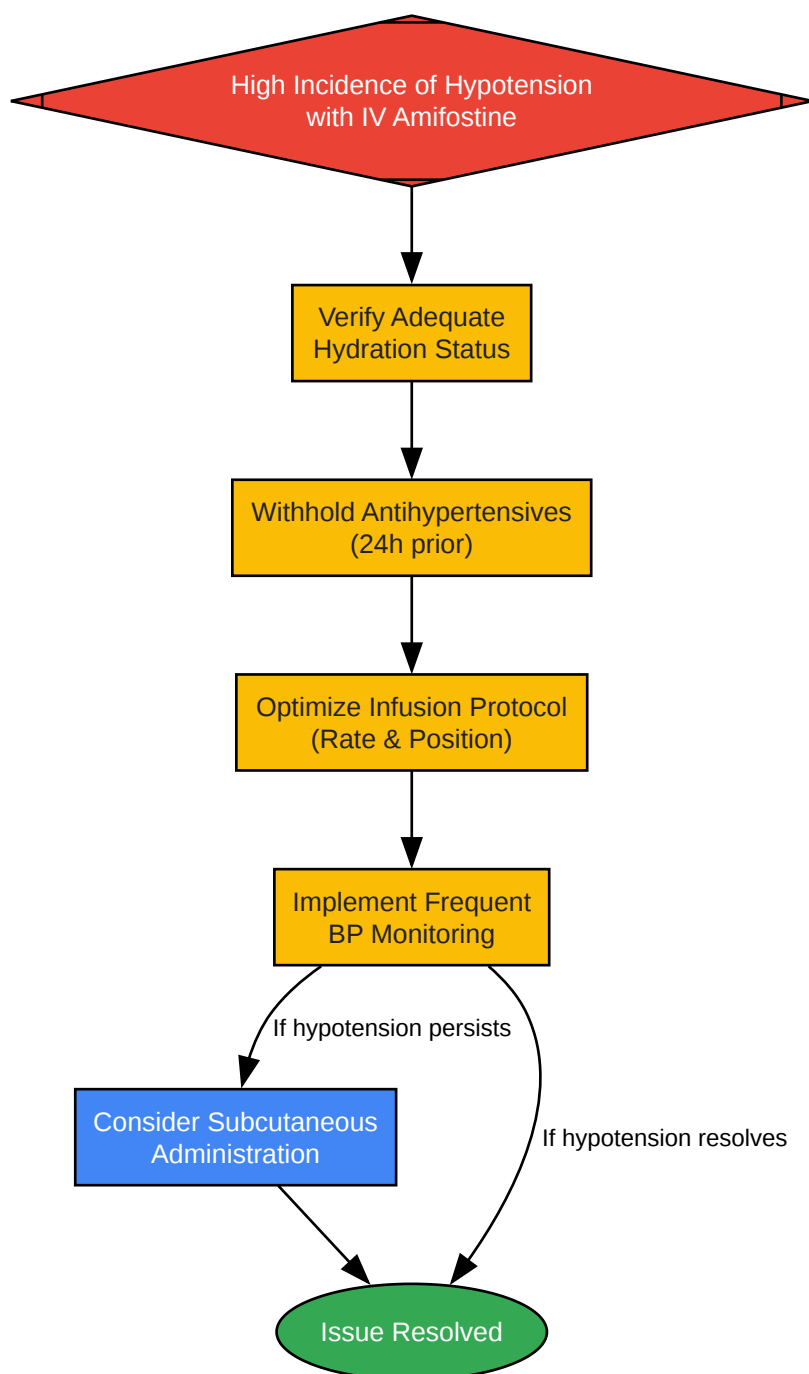 High Incidence of Hypotension
with IV Amifostine
Verify Adequate
Hydration Status
Withhold Antihypertensives
(24h prior)
Optimize Infusion Protocol
(Rate & Position)
Implement Frequent
BP Monitoring
If hypotension persists
Consider Subcutaneous
Administration
If hypotension resolves
Issue Resolved